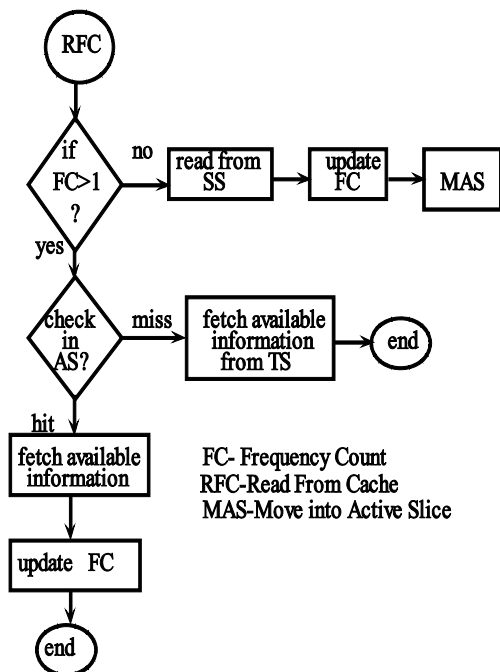 RFC
if
FC>1
?
no
read from
SS
update
FC
MAS
yes
check
in
AS?
miss
fetch available
information
from TS
end
hit
fetch available
information
FC- Frequency Count
RFC-Read From Cache
MAS-Move into Active Slice
update FC
end